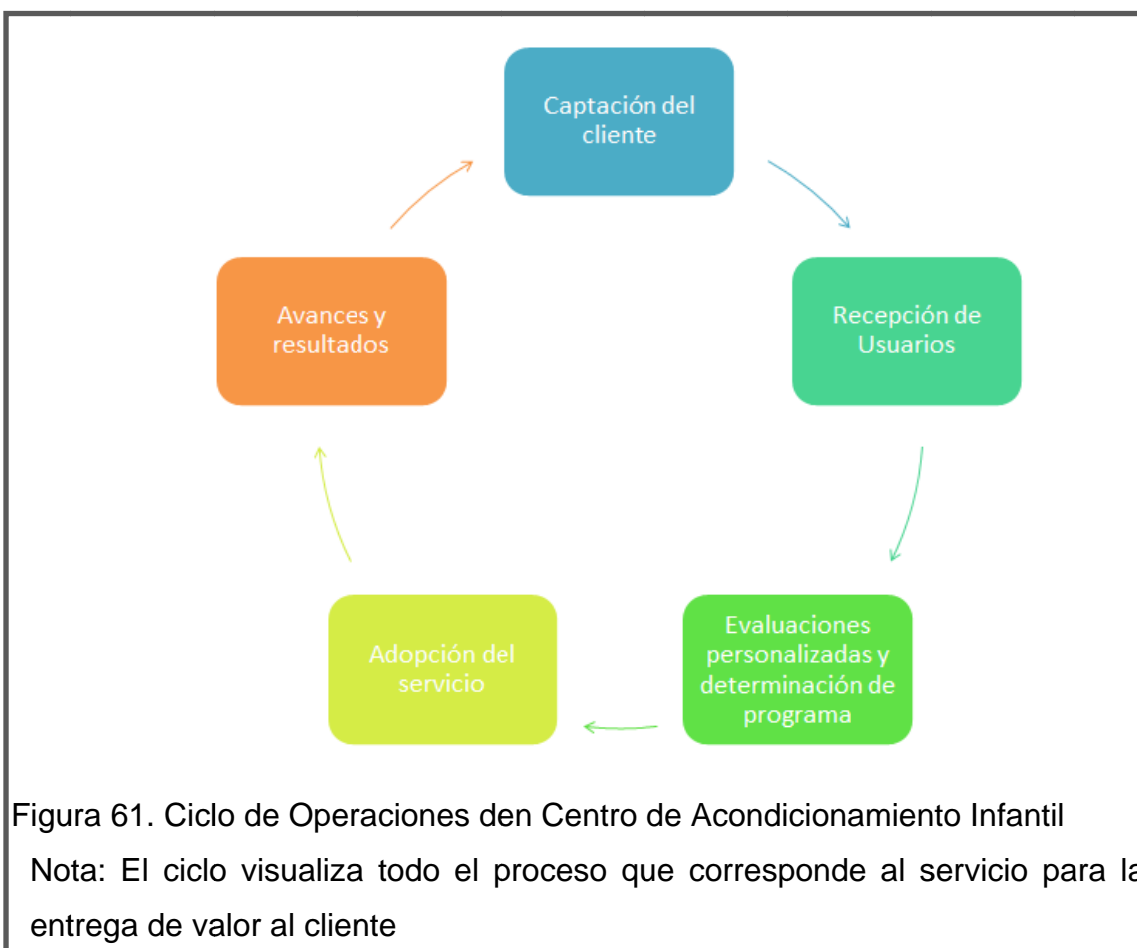 Captación del
cliente
Recepción de
Usuarios
Evaluaciones
personalizadas y
determinación de
programa
Adopción del
servicio
Avances y
resultados
Figura 61. Ciclo de Operaciones den Centro de Acondicionamiento Infantil
Nota: El ciclo visualiza todo el proceso que corresponde al servicio para la
entrega de valor al cliente